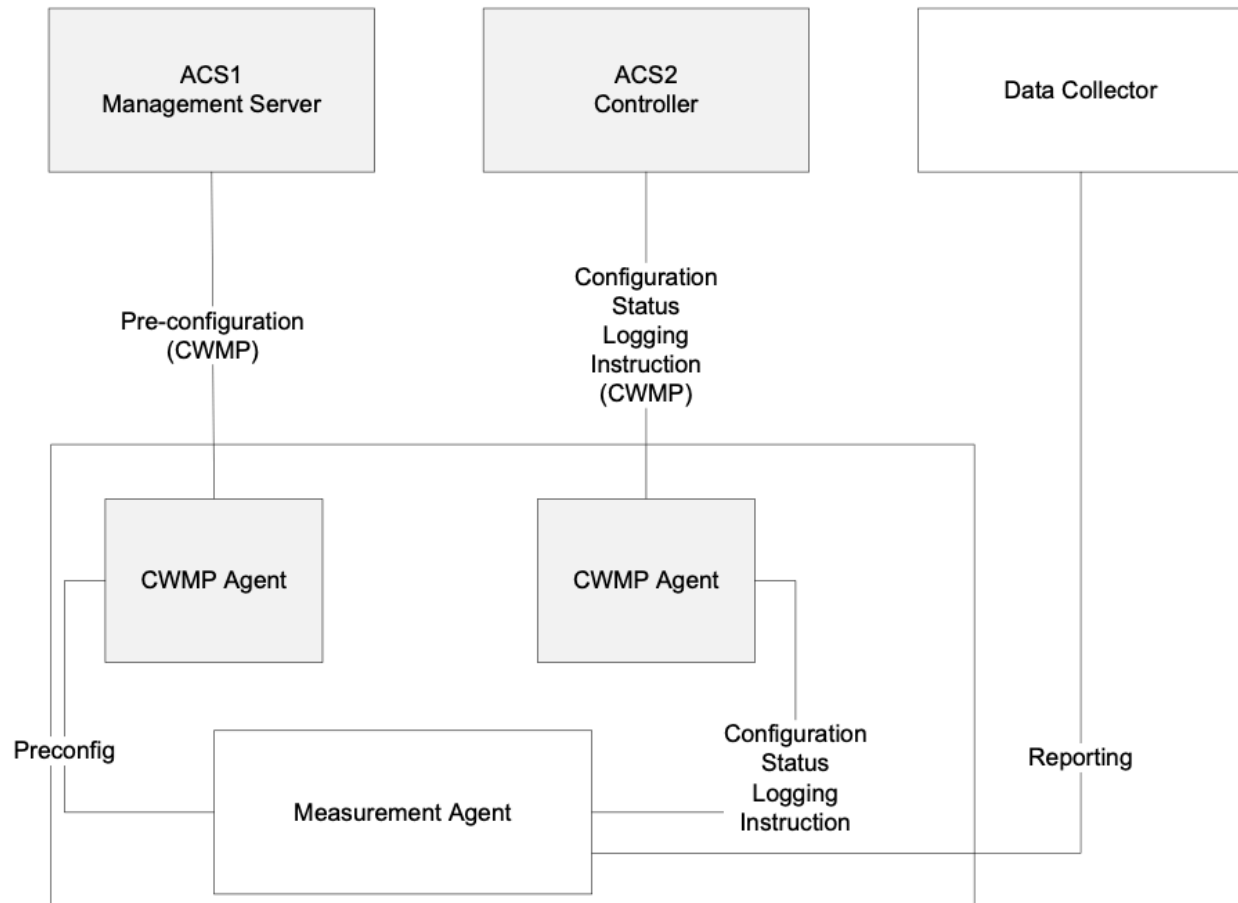 ACS1
Management Server
ACS2
Controller
Data Collector
Pre-configuration
(CWMP)
Configuration
Status
Logging
Instruction
(CWMP)
CWMP Agent
CWMP Agent
Preconfig
Measurement Agent
Configuration
Status
Logging
Instruction
Reporting